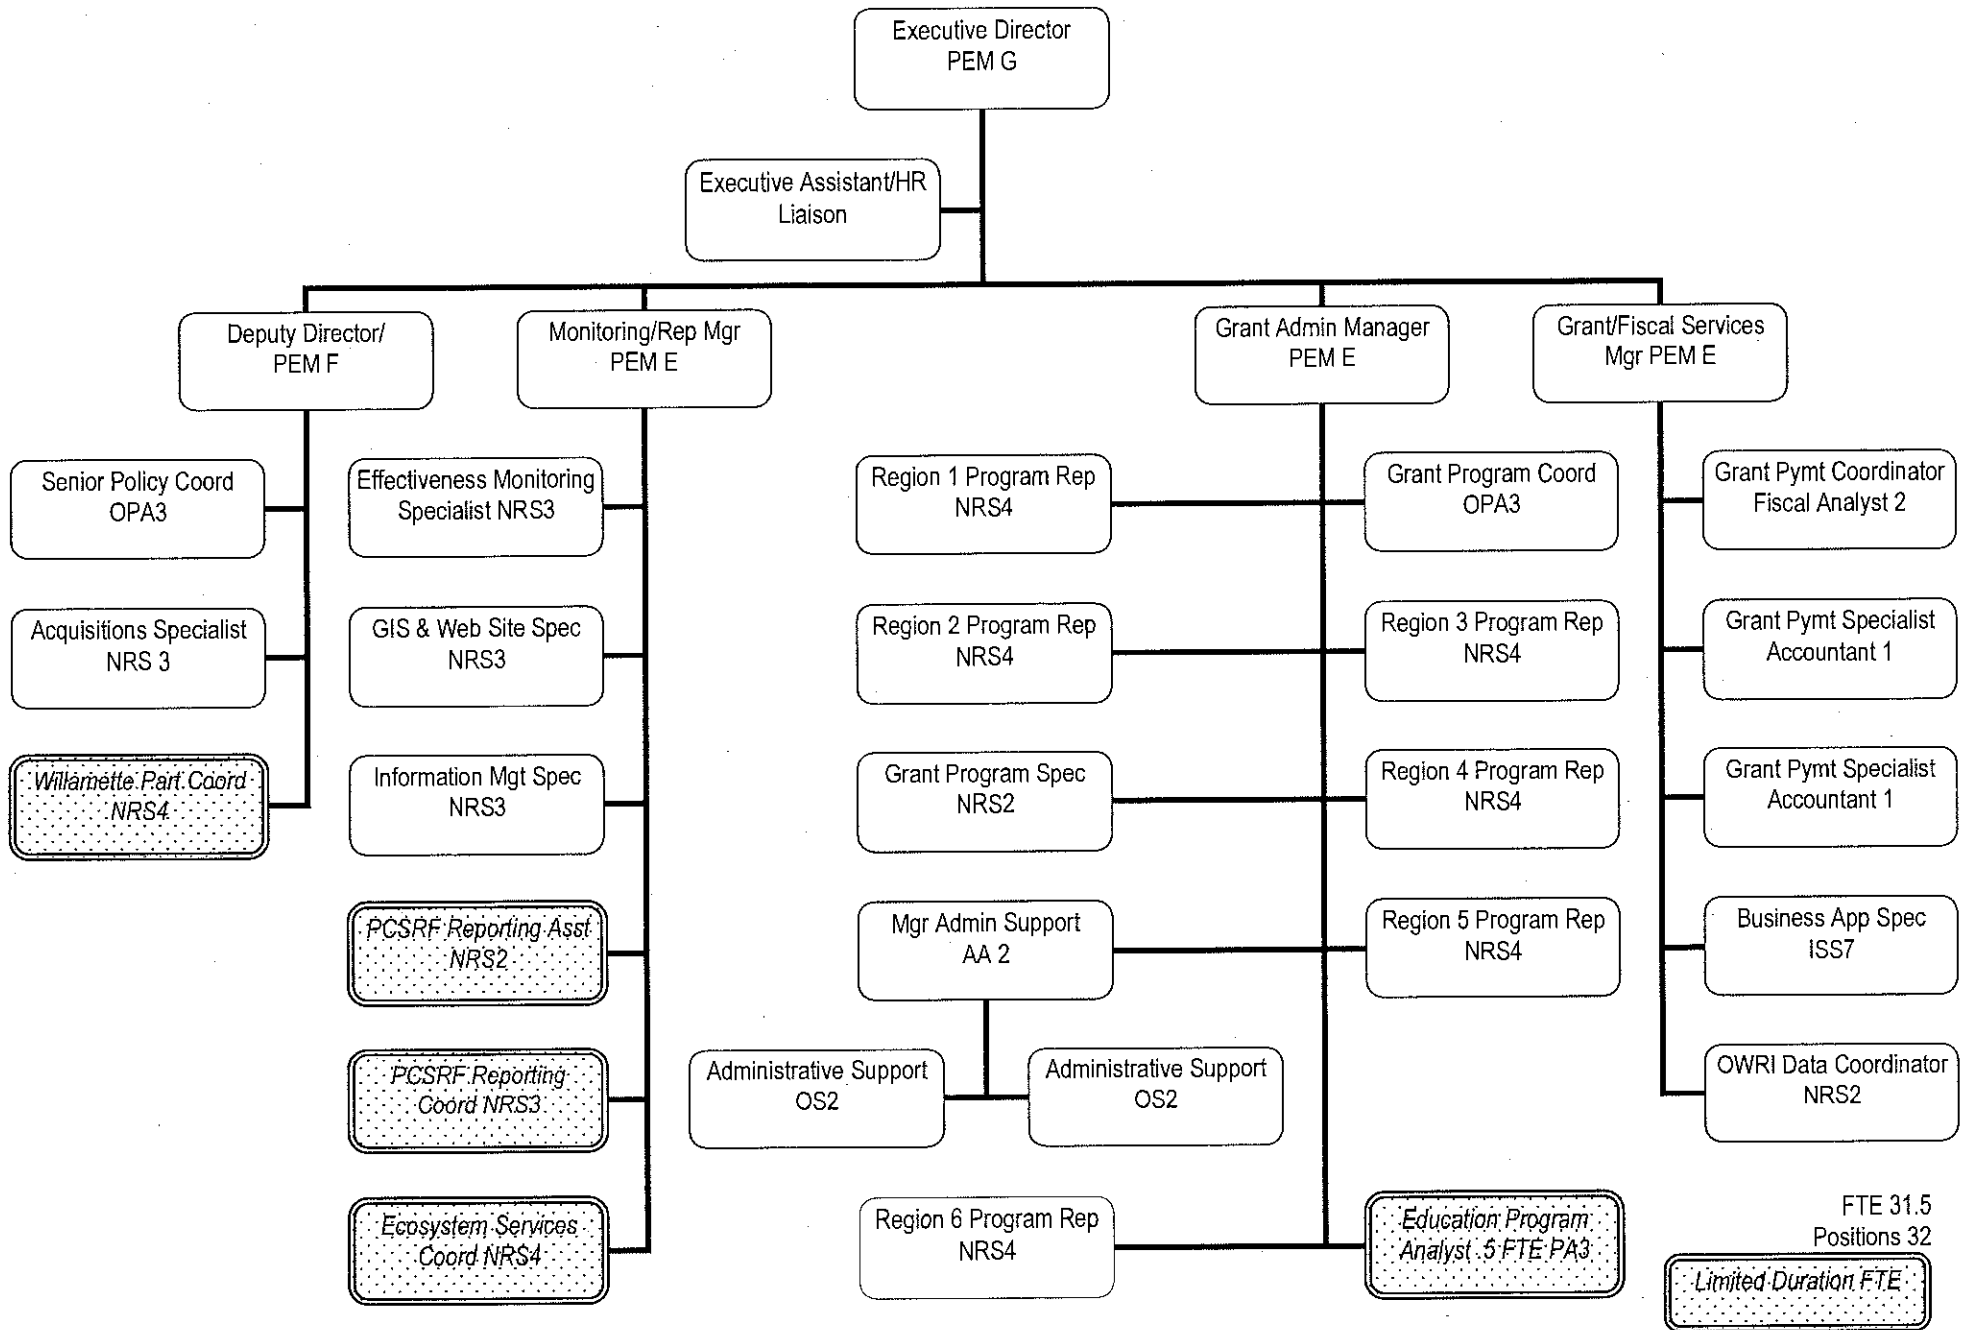 Executive Director
PEM G
Executive Assistant/HR
Liaison
Deputy Director/
PEM F
Monitoring/Rep Mgr
PEM E
Grant Admin Manager
PEM E
Grant/Fiscal Services
Mgr PEM E
Senior Policy Coord
OPA3
Effectiveness Monitoring
Specialist NRS3
Region 1 Program Rep
NRS4
Grant Program Coord
OPA3
Grant Pymt Coordinator
Fiscal Analyst 2
Acquisitions Specialist
NRS 3
GIS & Web Site Spec
NRS3
Region 2 Program Rep
NRS4
Region 3 Program Rep
NRS4
Grant Pymt Specialist
Accountant 1
Willamette Part Coord
NRS4
Information Mgt Spec
NRS3
Grant Program Spec
NRS2
Region 4 Program Rep
NRS4
Grant Pymt Specialist
Accountant 1
PCSRF Reporting Asst
NRS2
Mgr Admin Support
AA 2
Region 5 Program Rep
NRS4
Business App Spec
ISS7
PCSRF Reporting
Coord NRS3
Administrative Support
OS2
Administrative Support
OS2
OWRI Data Coordinator
NRS2
Ecosystem Services
Coord NRS4
Region 6 Program Rep
NRS4
Education Program
Analyst .5 FTE PA3
FTE 31.5
Positions 32
Limited Duration FTE